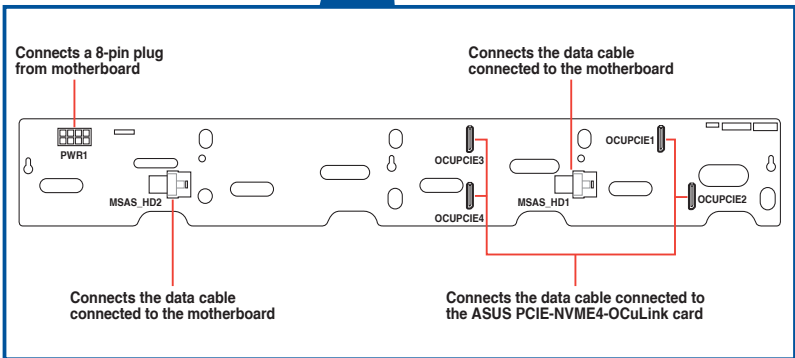 Connects a 8-pin plug
from motherboard
Connects the data cable
connected to the motherboard
PWR1
OCUPCIE3
OCUPCIE1
MSAS_HD2
OCUPCIE4
MSAS_HD1
OCUPCIE2
Connects the data cable
connected to the motherboard
Connects the data cable connected to
the ASUS PCIE-NVME4-OCuLink card